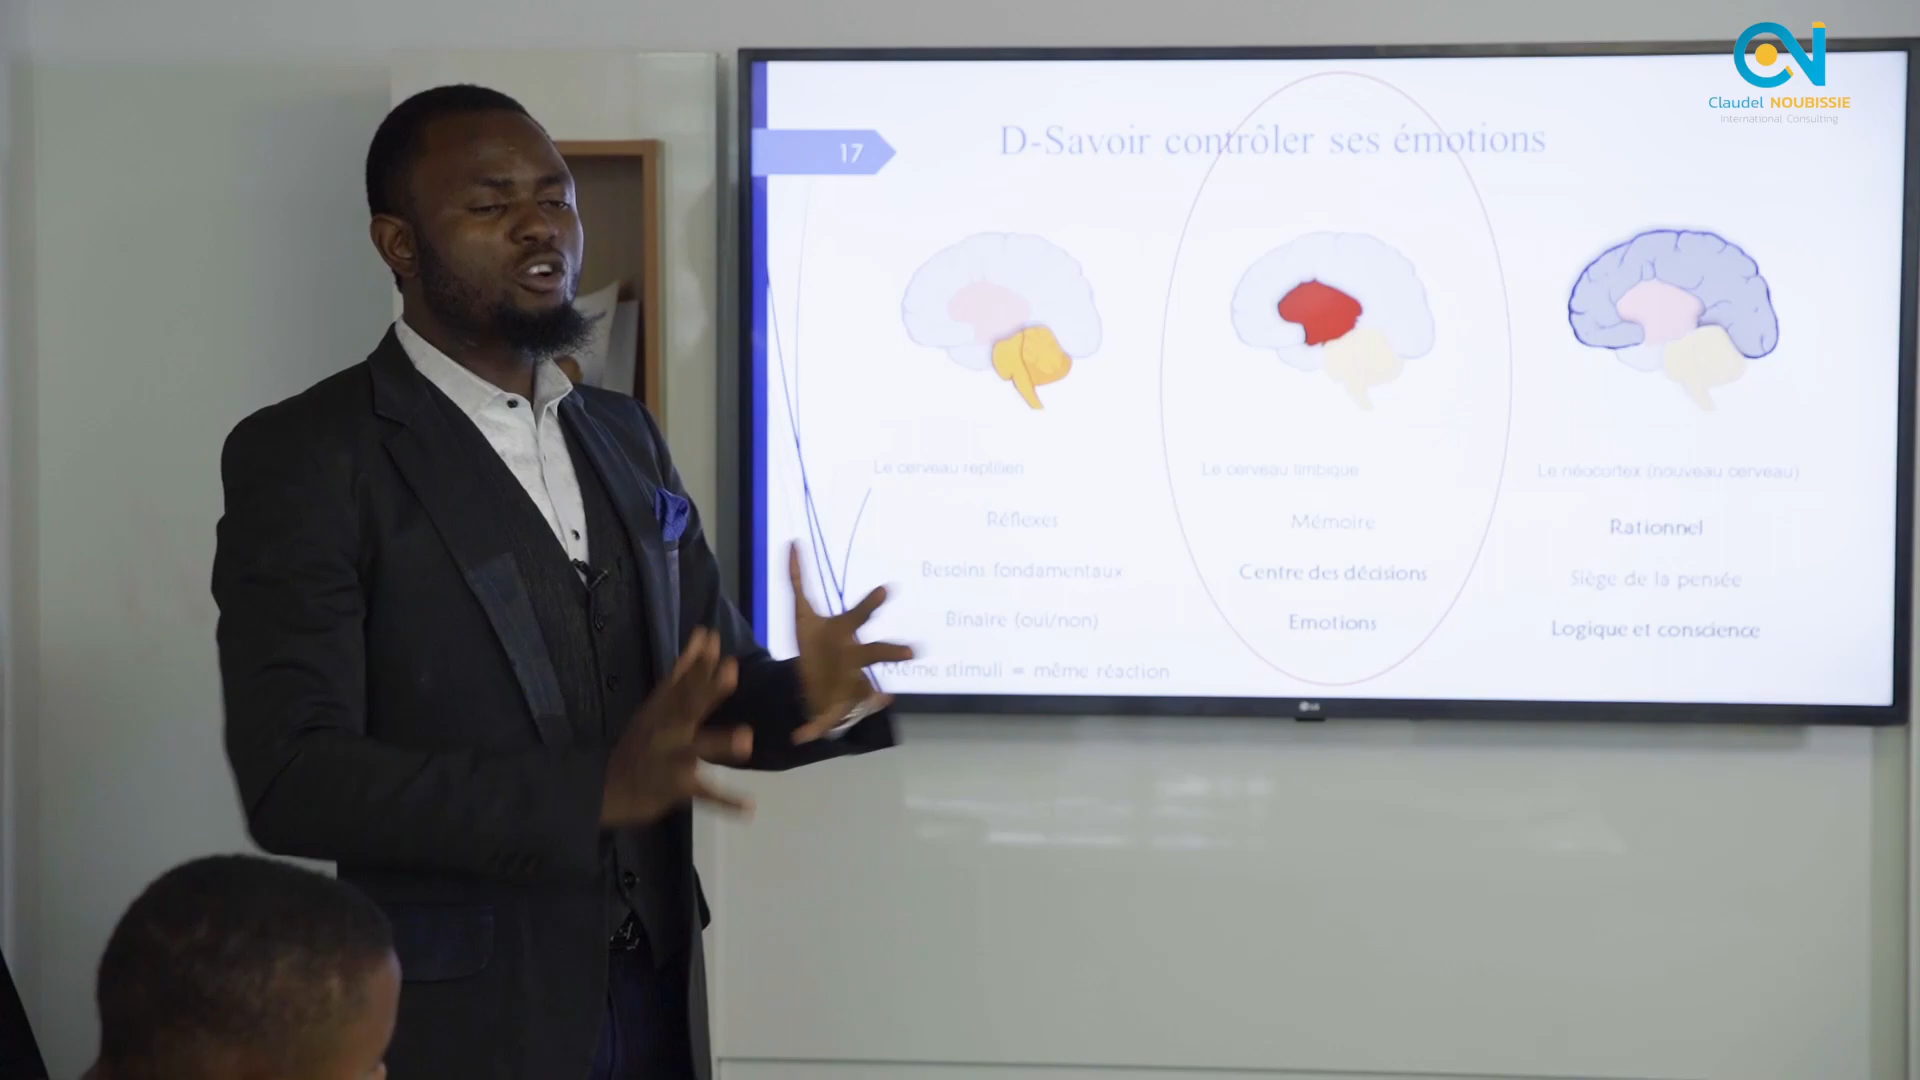 Claudel NOUBISSIE
International Consulting
17
D-Savoir contrôler ses émotions
Le cerveau reptilien
Réflexes
Besoins fondamentaux
Binaire (oui/non)
Même stimuli = même réaction
Le cerveau limbique
Mémoire
Centre des décisions
Emotions
Le néocortex (nouveau cerveau)
Rationnel
Siège de la pensée
Logique et conscience
LG